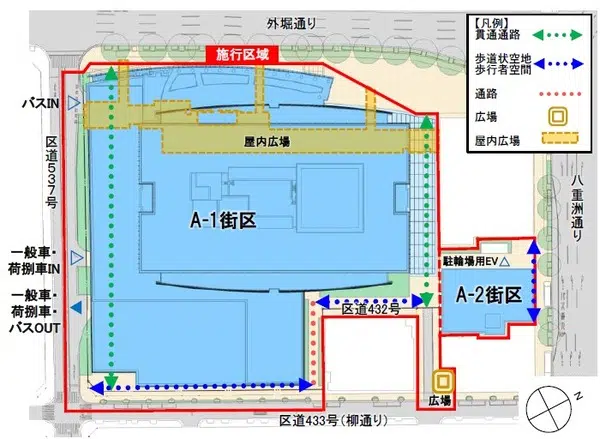 外堀通り
【凡例】
貫通通路
歩道状空地
歩行者空間
通路
広場
屋内広場
施行区域
バスIN
区道537号
屋内広場
八重洲通り
A-1街区
一般車・
荷捌車IN
駐輪場用EV
A-2街区
一般車・
荷捌車・
バスOUT
区道432号
広場
区道433号(柳通り)
N